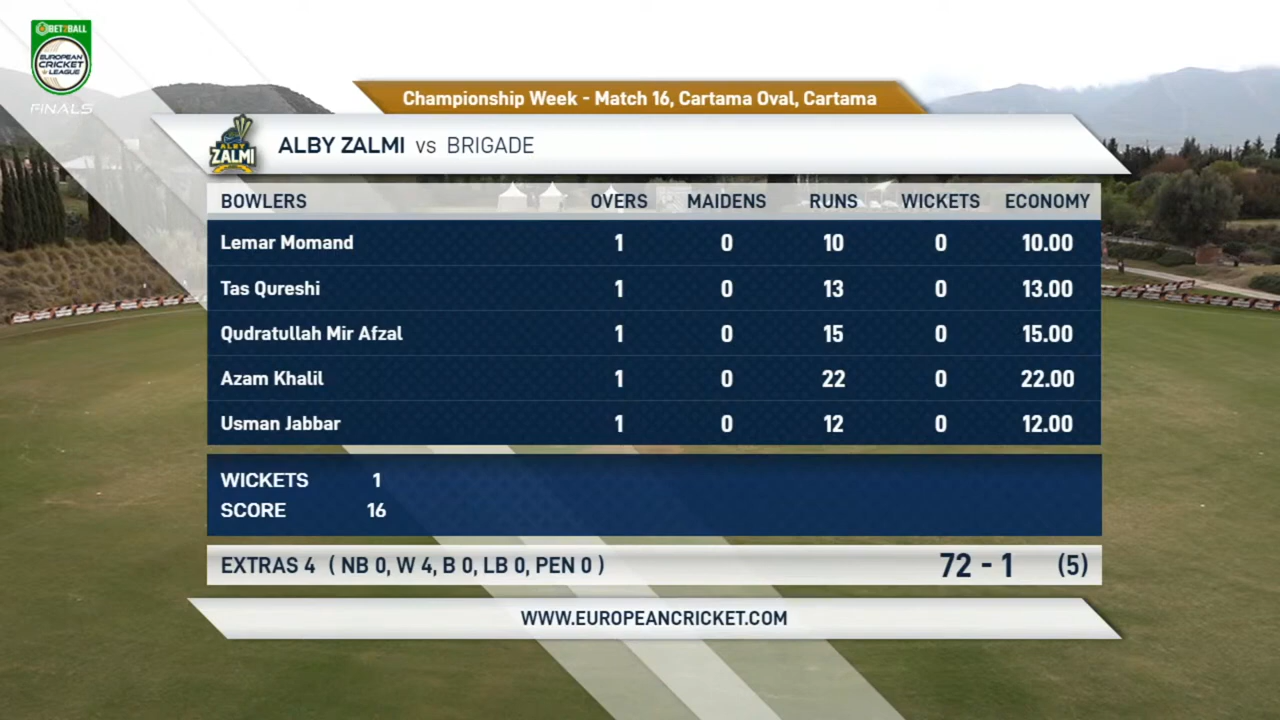 BET2BALL
EUROPEAN
CRICKET
LEAGUE
FINALS
Championship Week - Match 16, Cartama Oval, Cartama
ALBY
ZALMI
ALBY ZALMI vs BRIGADE
BOWLERS OVERS MAIDENS RUNS WICKETS ECONOMY
Lemar Momand 1 0 10 0 10.00
Tas Qureshi 1 0 13 0 13.00
Qudratullah Mir Afzal 1 0 15 0 15.00
Azam Khalil 1 0 22 0 22.00
Usman Jabbar 1 0 12 0 12.00
WICKETS 1
SCORE 16
EXTRAS 4 ( NB 0, W 4, B 0, LB 0, PEN 0 ) 72 - 1 (5)
WWW.EUROPEANCRICKET.COM